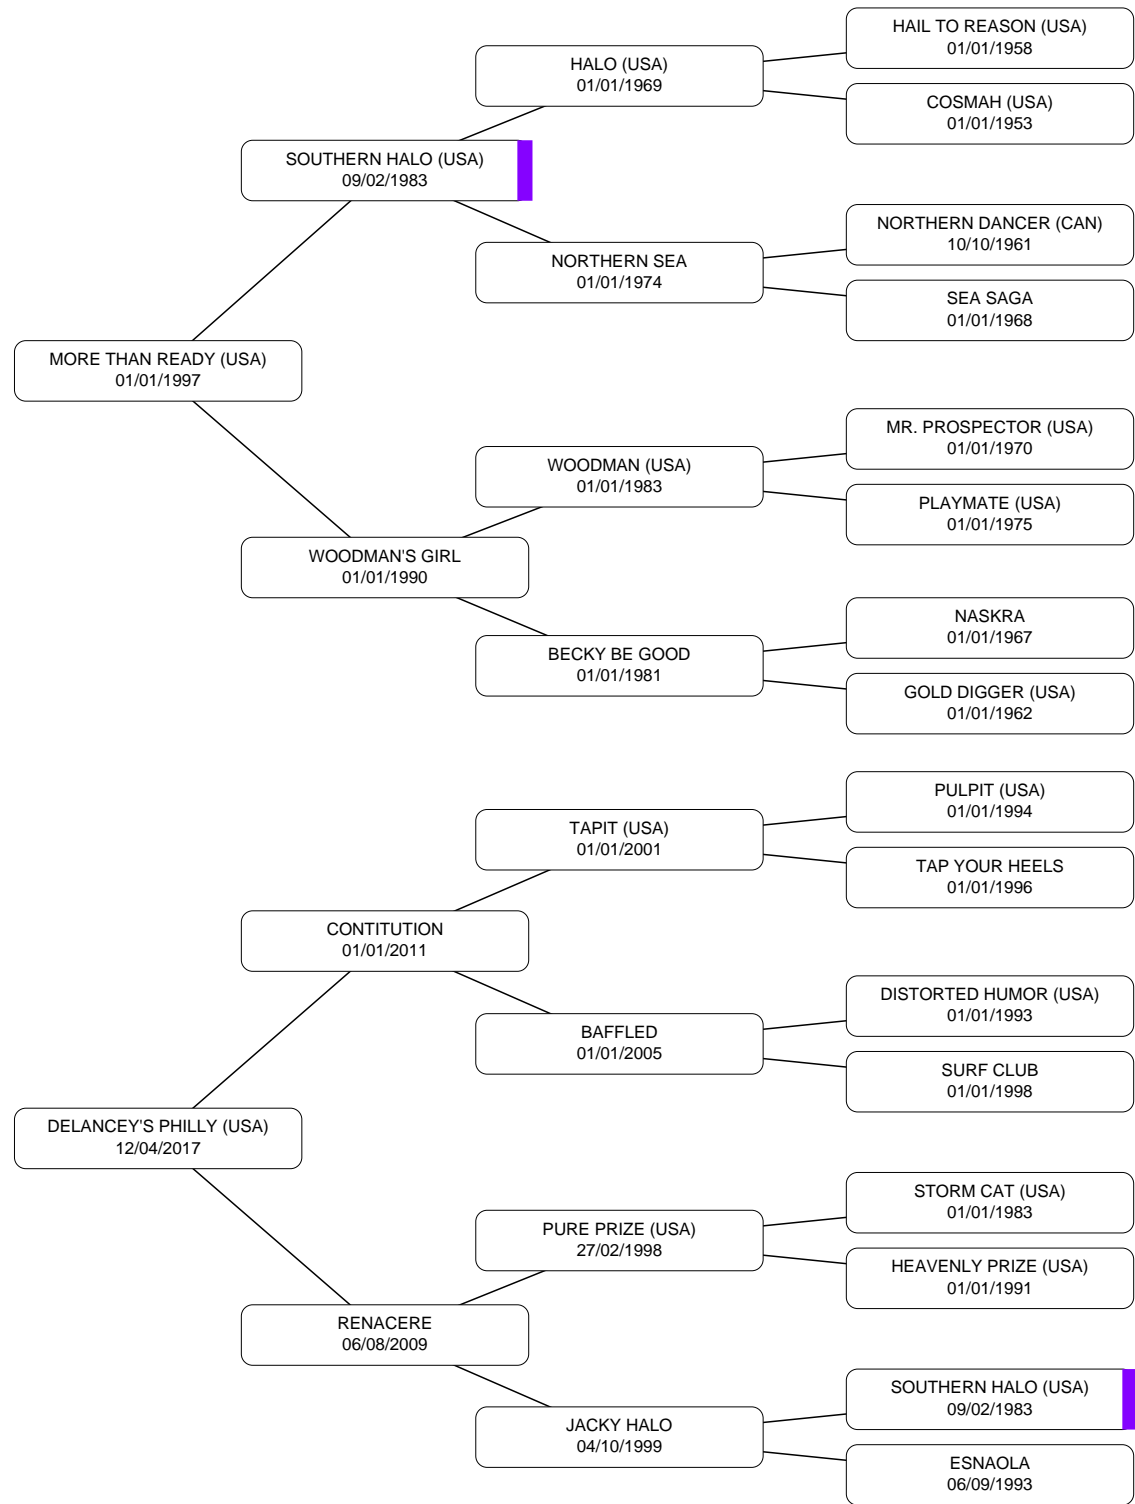 HAIL TO REASON (USA)
01/01/1958
HALO (USA)
01/01/1969
COSMAH (USA)
01/01/1953
SOUTHERN HALO (USA)
09/02/1983
NORTHERN DANCER (CAN)
10/10/1961
NORTHERN SEA
01/01/1974
SEA SAGA
01/01/1968
MORE THAN READY (USA)
01/01/1997
MR. PROSPECTOR (USA)
01/01/1970
WOODMAN (USA)
01/01/1983
PLAYMATE (USA)
01/01/1975
WOODMAN'S GIRL
01/01/1990
NASKRA
01/01/1967
BECKY BE GOOD
01/01/1981
GOLD DIGGER (USA)
01/01/1962
PULPIT (USA)
01/01/1994
TAPIT (USA)
01/01/2001
TAP YOUR HEELS
01/01/1996
CONTITUTION
01/01/2011
DISTORTED HUMOR (USA)
01/01/1993
BAFFLED
01/01/2005
SURF CLUB
01/01/1998
DELANCEY'S PHILLY (USA)
12/04/2017
STORM CAT (USA)
01/01/1983
PURE PRIZE (USA)
27/02/1998
HEAVENLY PRIZE (USA)
01/01/1991
RENACERE
06/08/2009
SOUTHERN HALO (USA)
09/02/1983
JACKY HALO
04/10/1999
ESNAOLA
06/09/1993